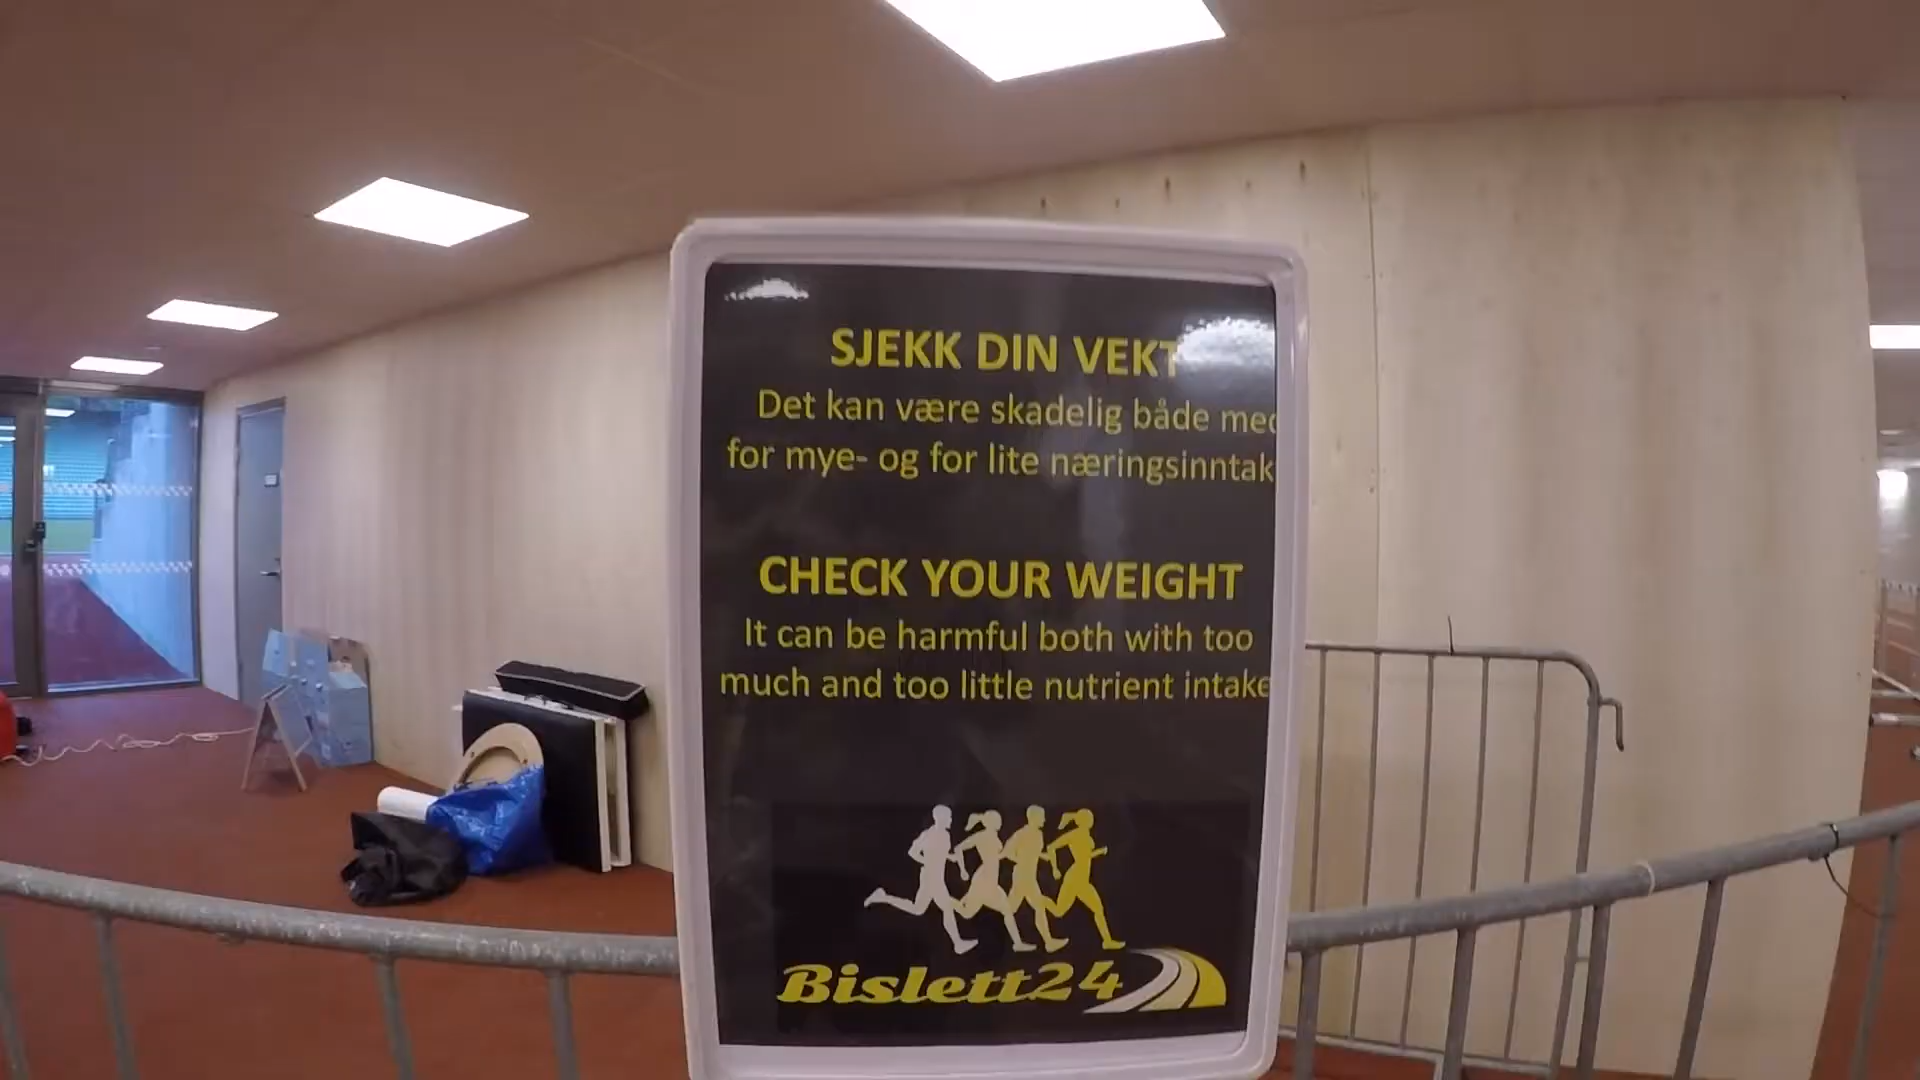 SJEKK DIN VEKT
Det kan være skadelig både med
for mye- og for lite næringsinntak
CHECK YOUR WEIGHT
It can be harmful both with too
much and too little nutrient intake
Bislett24